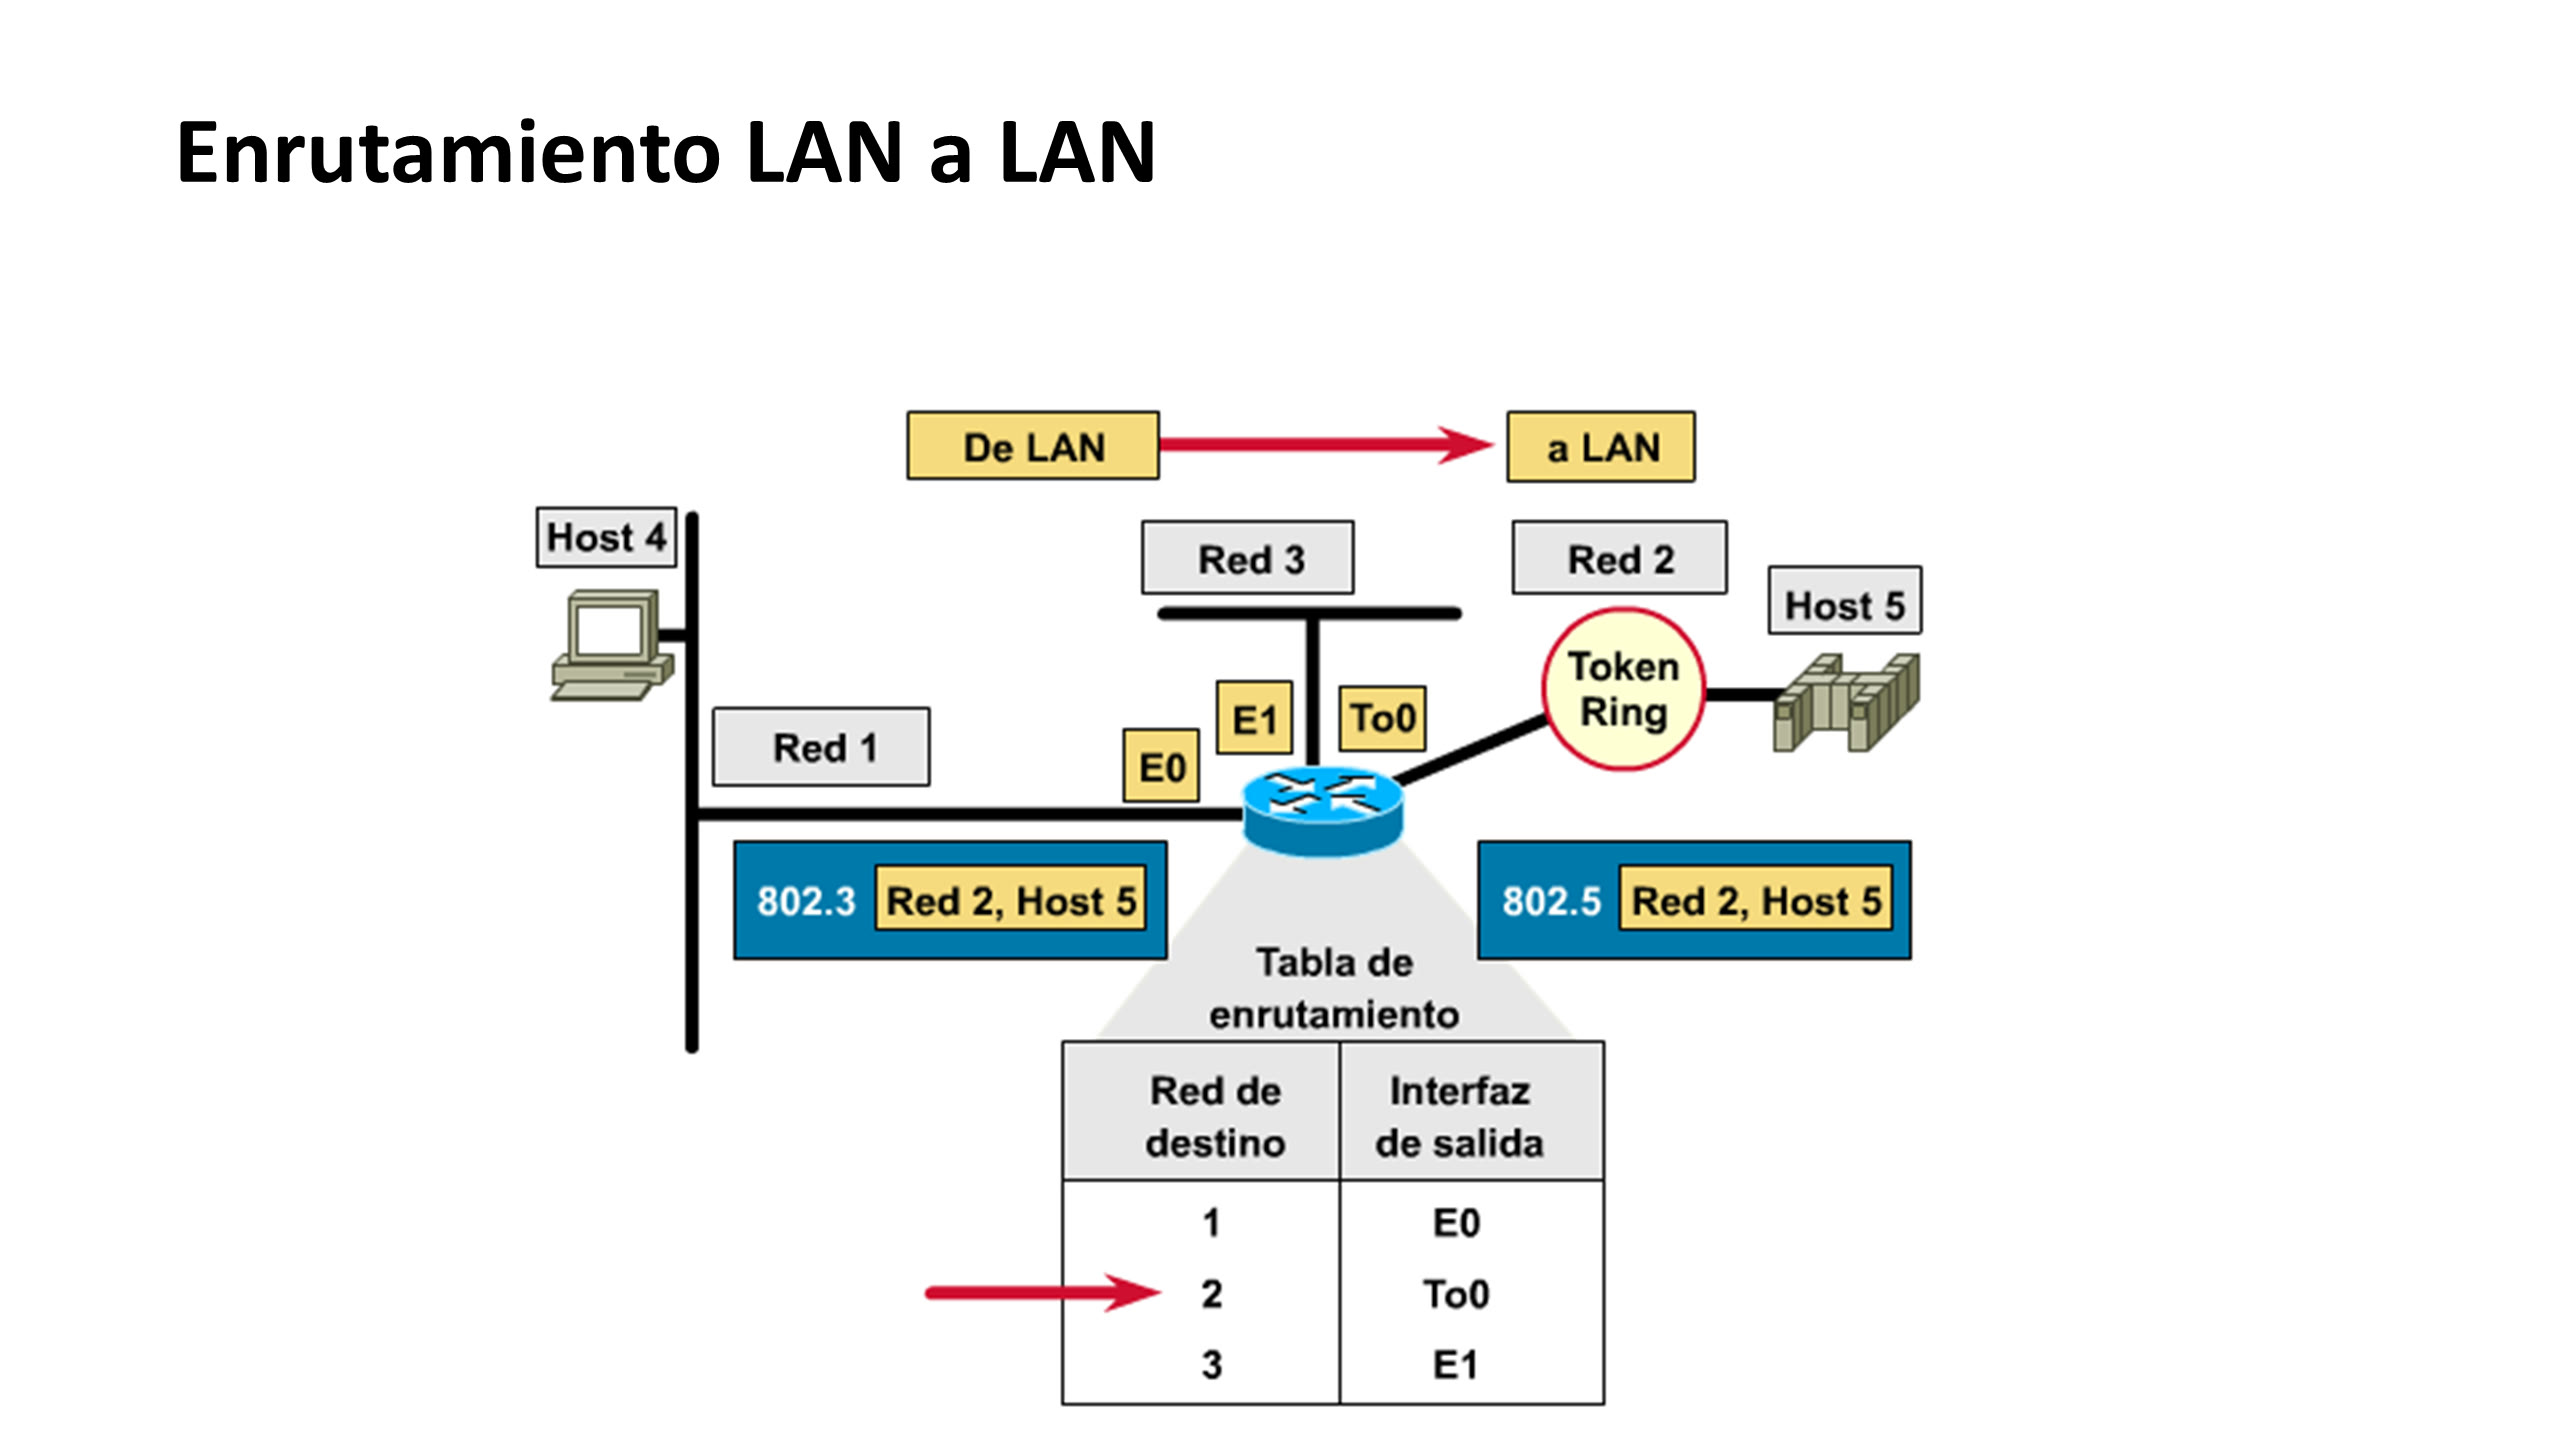 Enrutamiento LAN a LAN
De LAN
a LAN
Host 4
Red 3
Red 2
Host 5
Token
Ring
Red 1
E0
E1
To0
802.3 Red 2, Host 5
802.5 Red 2, Host 5
Tabla de
enrutamiento
Red de
destino
Interfaz
de salida
1 E0
2 To0
3 E1